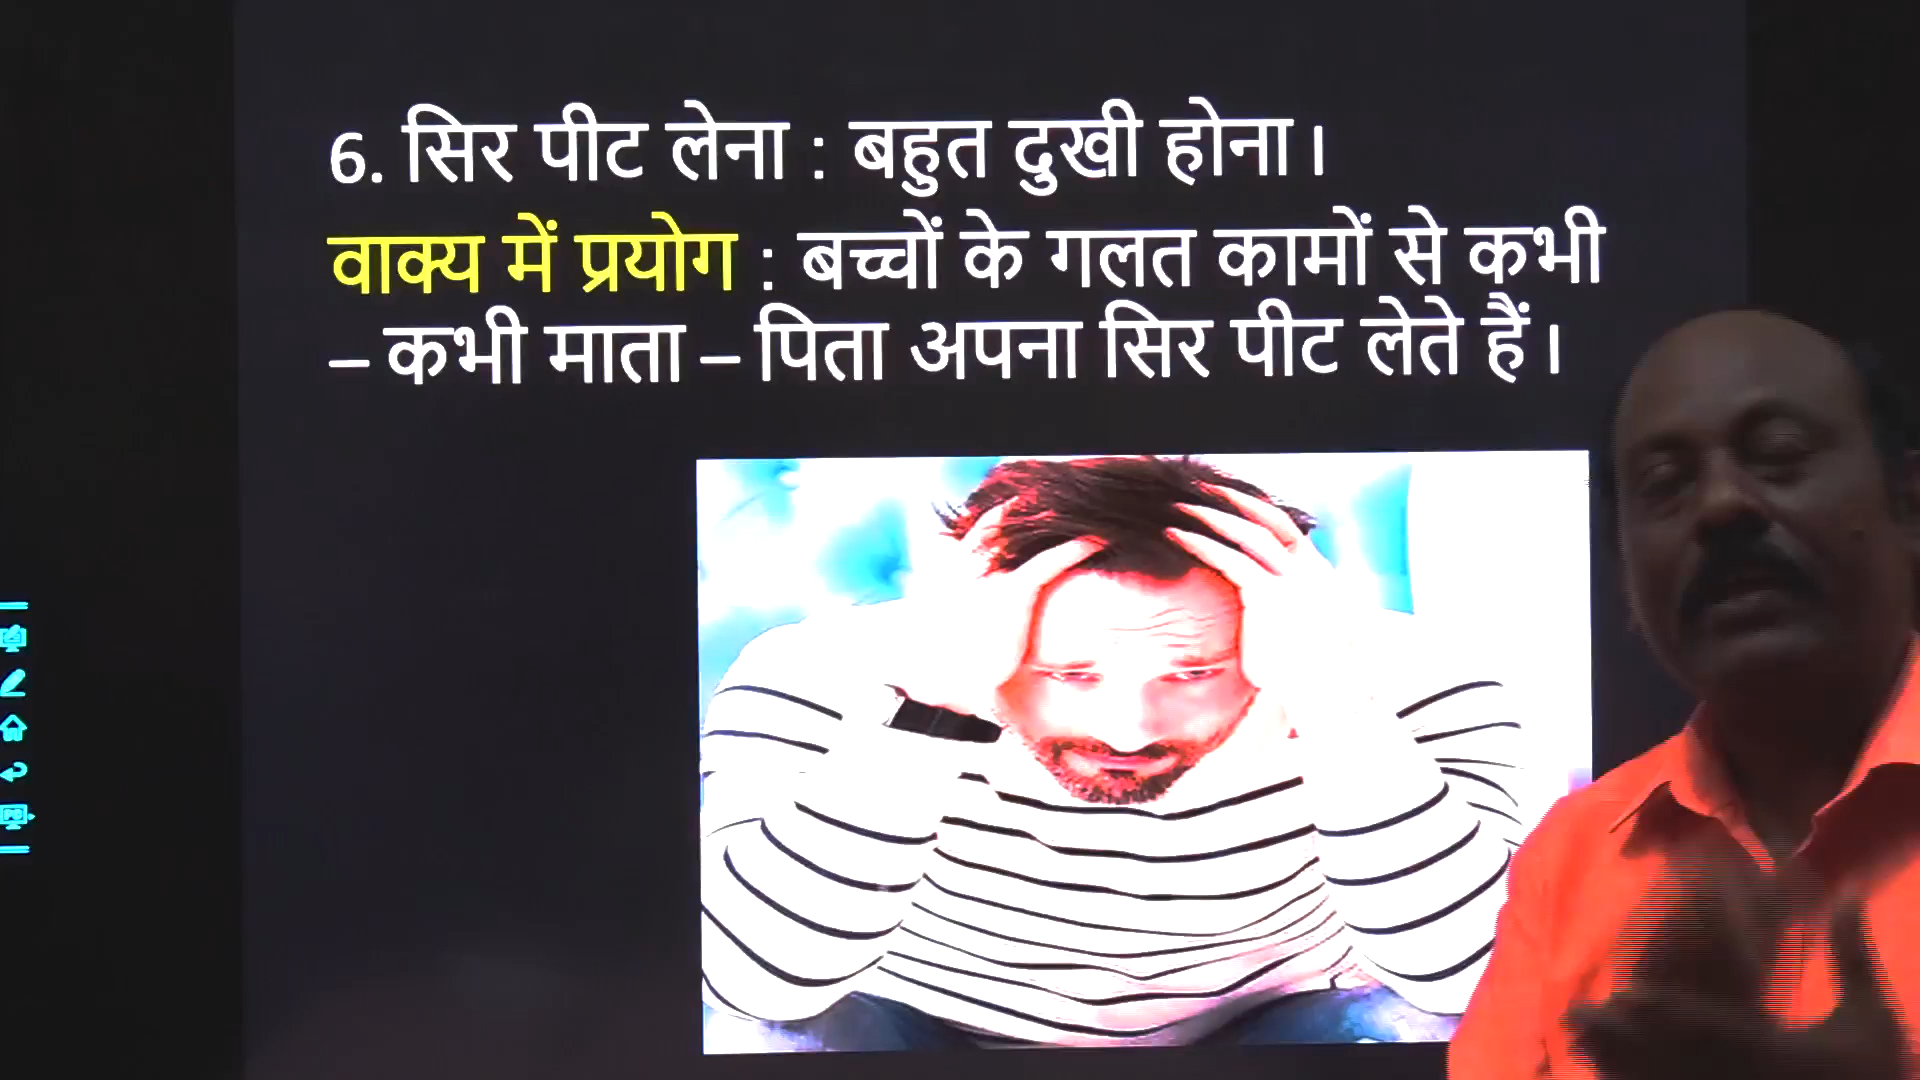 6. सिर पीट लेना : बहुत दुखी होना।
वाक्य में प्रयोग : बच्चों के गलत कामों से कभी
– कभी माता – पिता अपना सिर पीट लेते हैं।